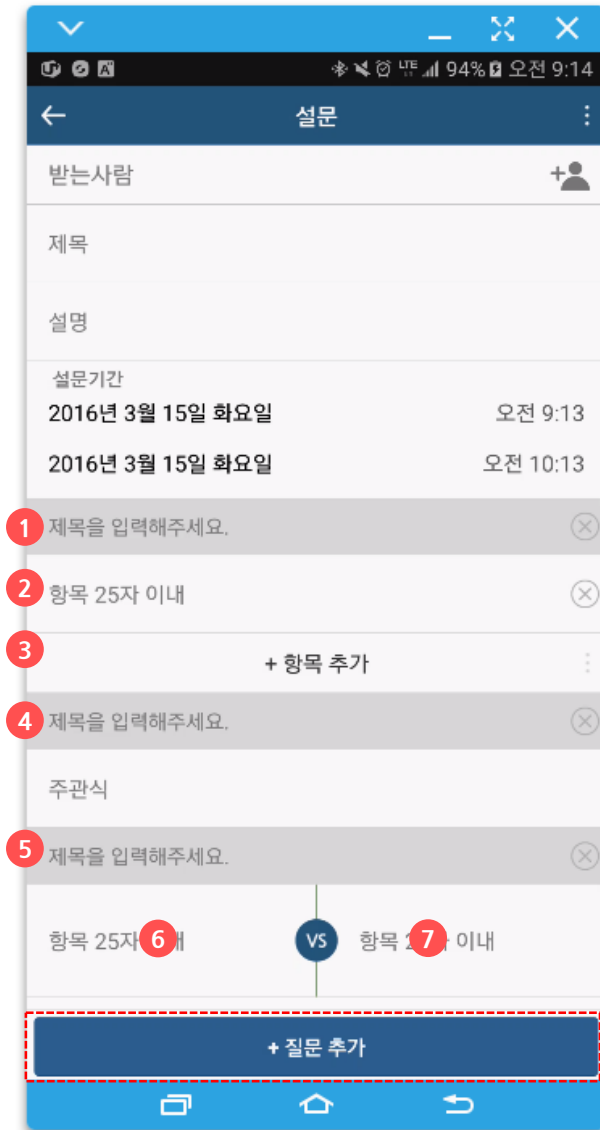 LTE 94% 오전 9:14
설문
받는사람
제목
설명
설문기간
2016년 3월 15일 화요일 오전 9:13
2016년 3월 15일 화요일 오전 10:13
1 제목을 입력해주세요.
2 항목 25자 이내
3 + 항목 추가
4 제목을 입력해주세요.
주관식
5 제목을 입력해주세요.
항목 25자 6 내 VS 항목 2 7 이내
+ 질문 추가